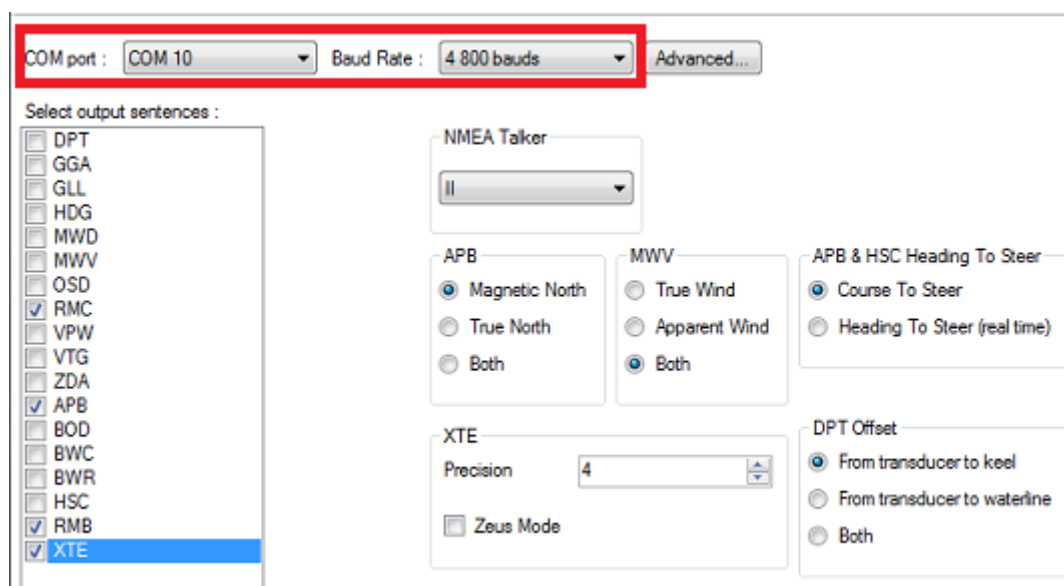 COM port : COM 10 Baud Rate : 4 800 bauds Advanced...
Select output sentences :
DPT
GGA
GLL
HDG
MWD
MWV
OSD
RMC
VPW
VTG
ZDA
APB
BOD
BWC
BWR
HSC
RMB
XTE
NMEA Talker
II
APB
Magnetic North
True North
Both
MWV
True Wind
Apparent Wind
Both
APB & HSC Heading To Steer
Course To Steer
Heading To Steer (real time)
XTE
Precision 4
Zeus Mode
DPT Offset
From transducer to keel
From transducer to waterline
Both